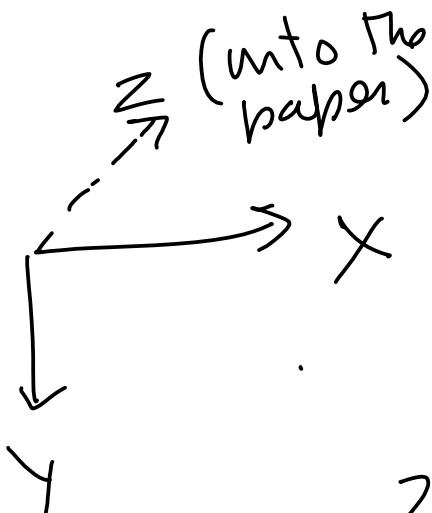 Z (into the
paper)
X
Y